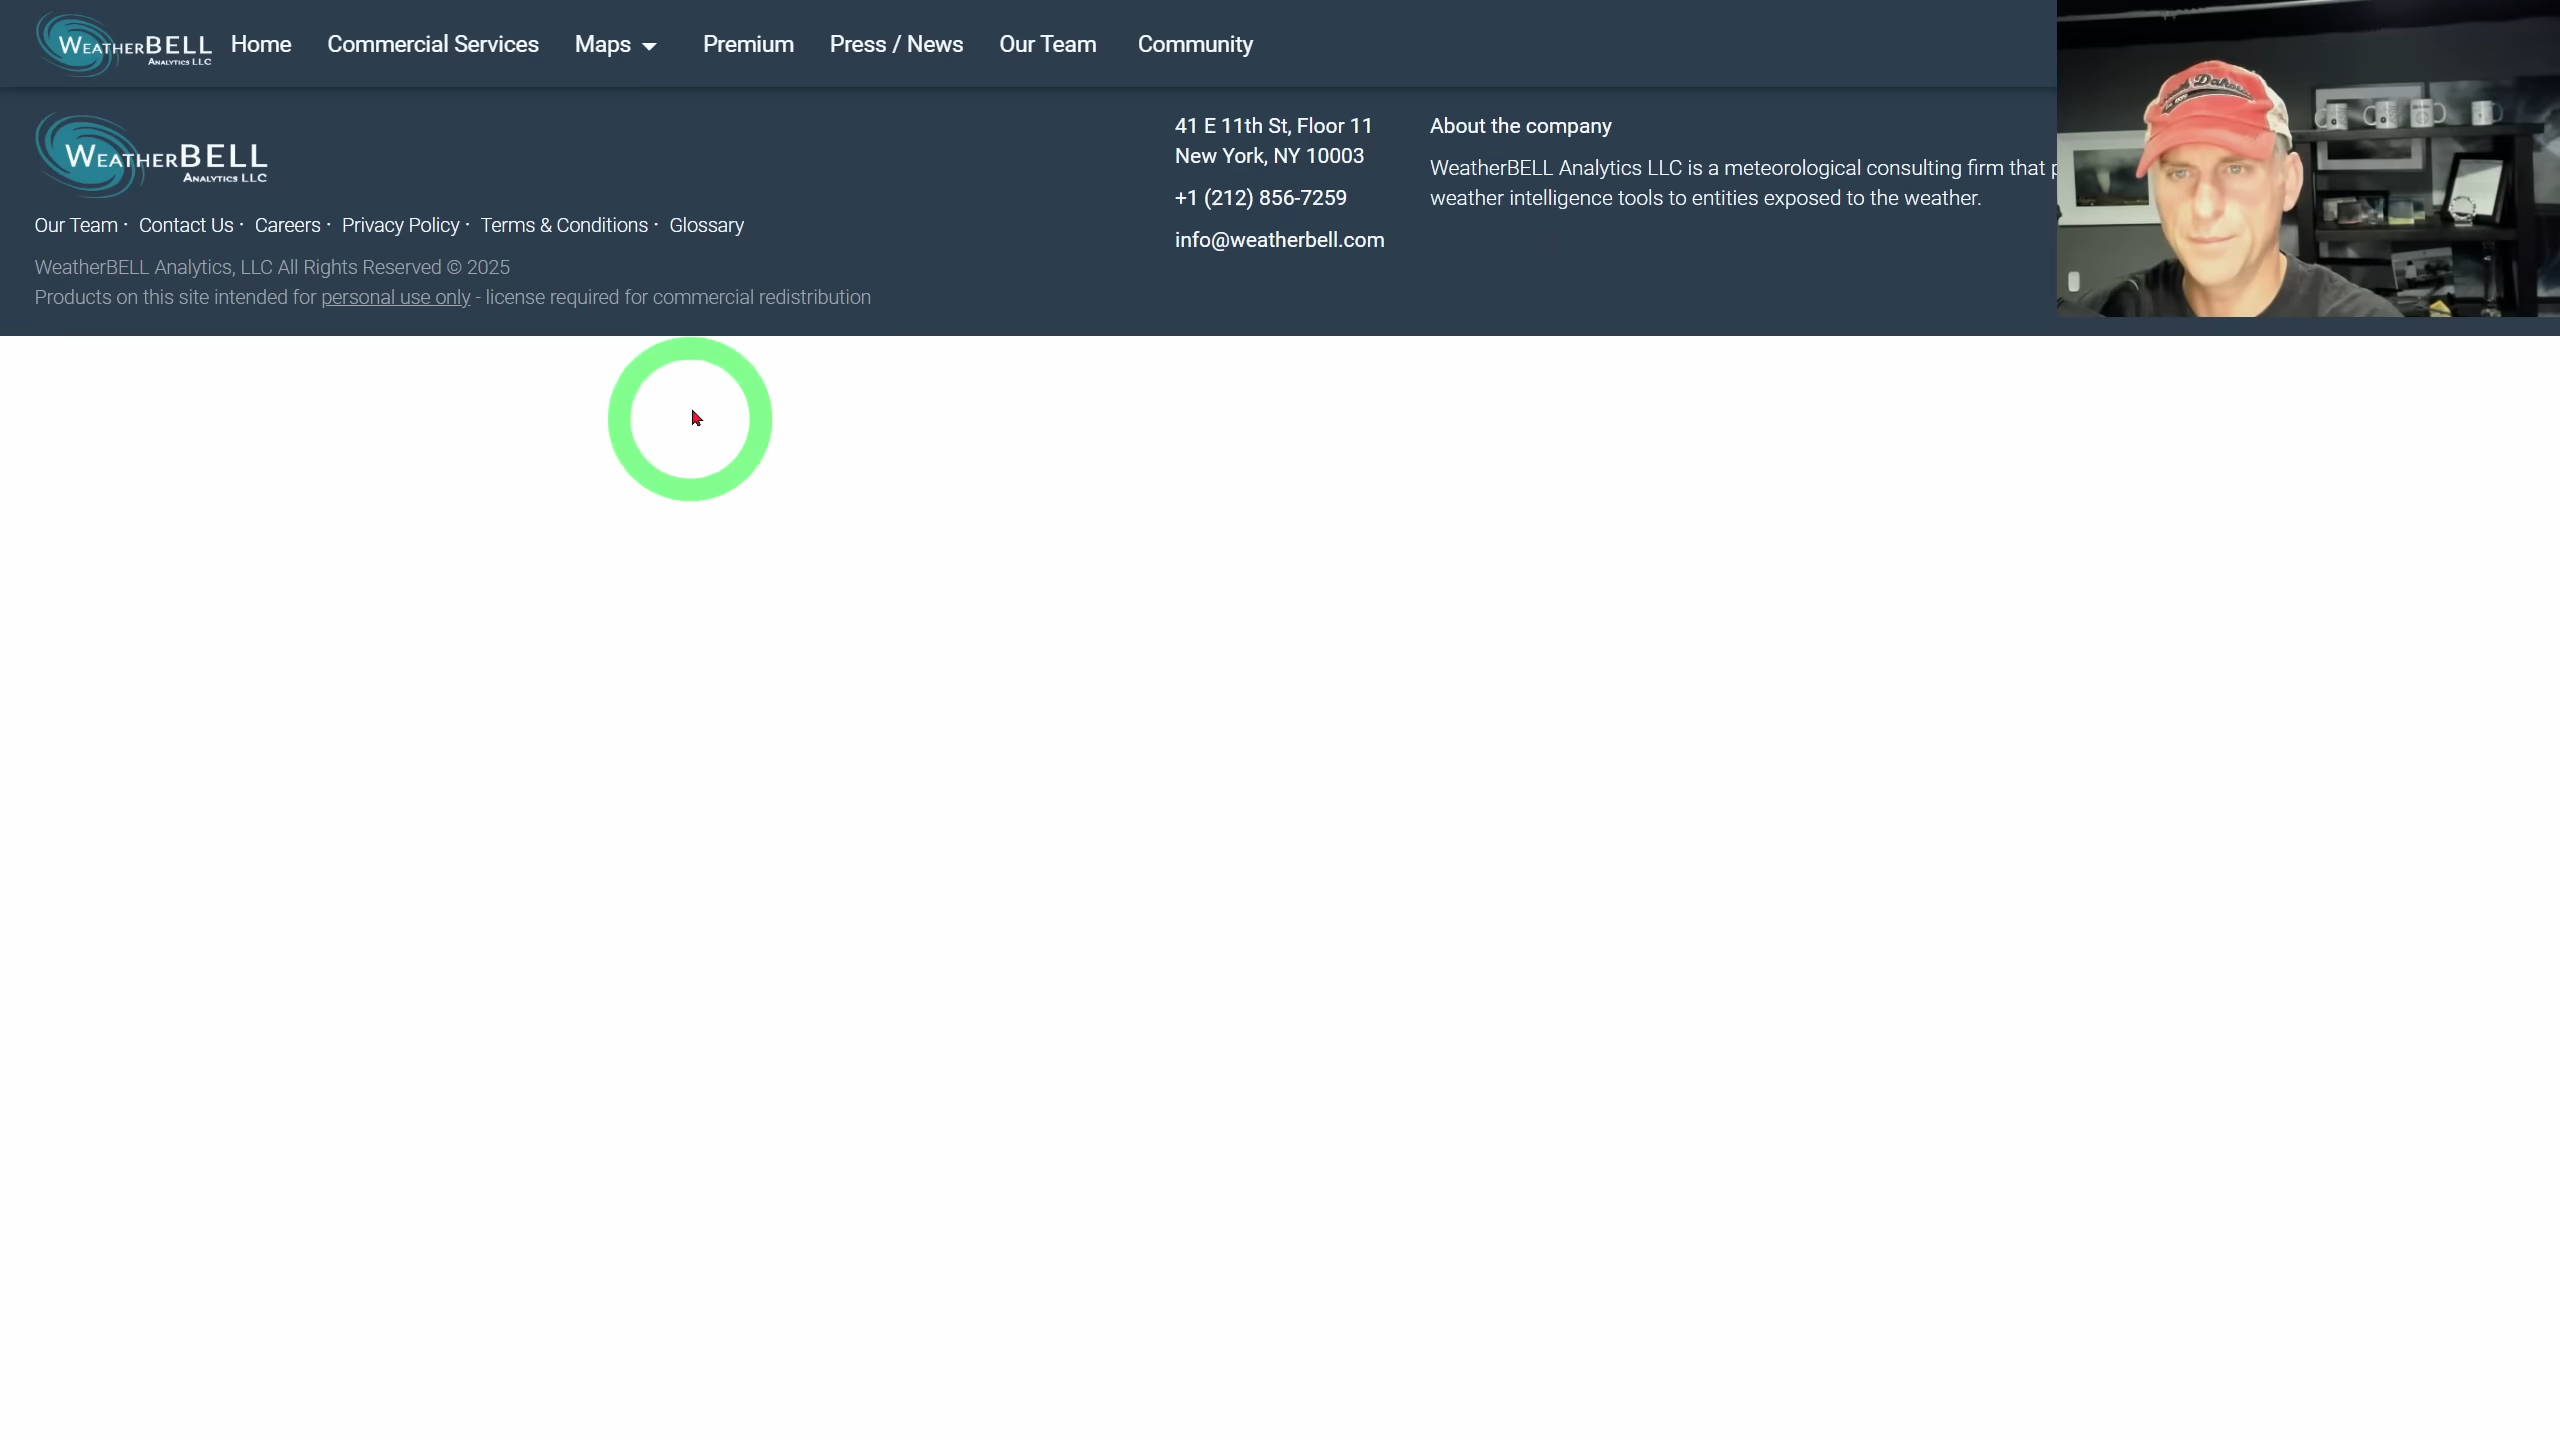 WEATHERBELL
ANALYTICS LLC
Home Commercial Services Maps Premium Press / News Our Team Community
WEATHERBELL
ANALYTICS LLC
Our Team · Contact Us · Careers · Privacy Policy · Terms & Conditions · Glossary
WeatherBELL Analytics, LLC All Rights Reserved © 2025
Products on this site intended for personal use only - license required for commercial redistribution
41 E 11th St, Floor 11
New York, NY 10003
+1 (212) 856-7259
info@weatherbell.com
About the company
WeatherBELL Analytics LLC is a meteorological consulting firm that
weather intelligence tools to entities exposed to the weather.